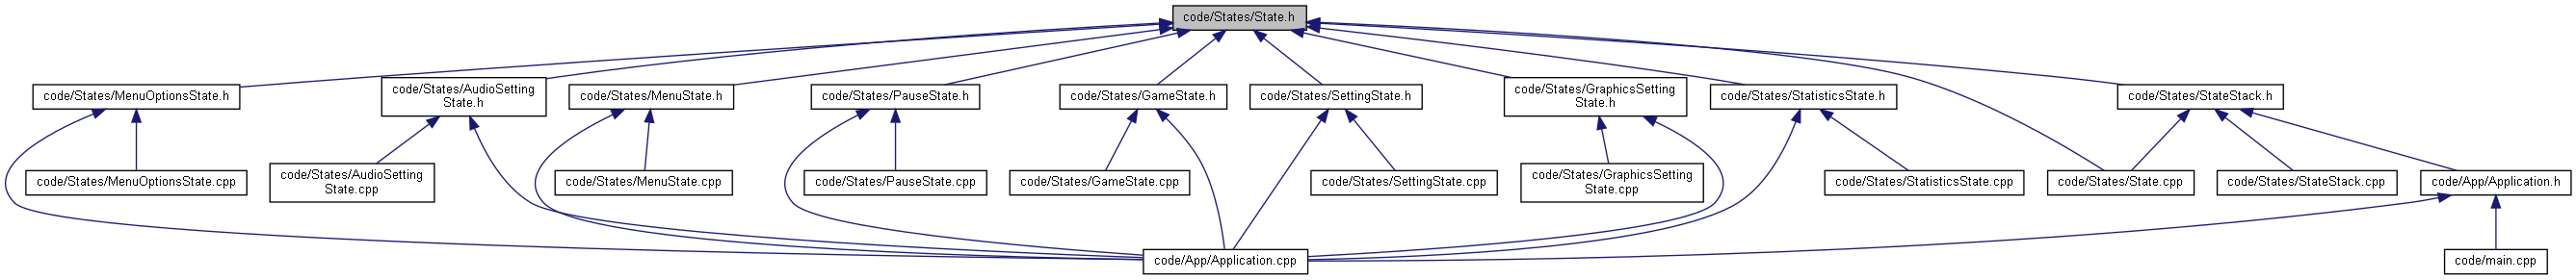 code/States/State.h
code/States/MenuOptionsState.h
code/States/AudioSetting
State.h
code/States/MenuState.h
code/States/PauseState.h
code/States/GameState.h
code/States/SettingState.h
code/States/GraphicsSetting
State.h
code/States/StatisticsState.h
code/States/StateStack.h
code/States/MenuOptionsState.cpp
code/States/AudioSetting
State.cpp
code/States/MenuState.cpp
code/States/PauseState.cpp
code/States/GameState.cpp
code/States/SettingState.cpp
code/States/GraphicsSetting
State.cpp
code/States/StatisticsState.cpp
code/States/State.cpp
code/States/StateStack.cpp
code/App/Application.h
code/App/Application.cpp
code/main.cpp